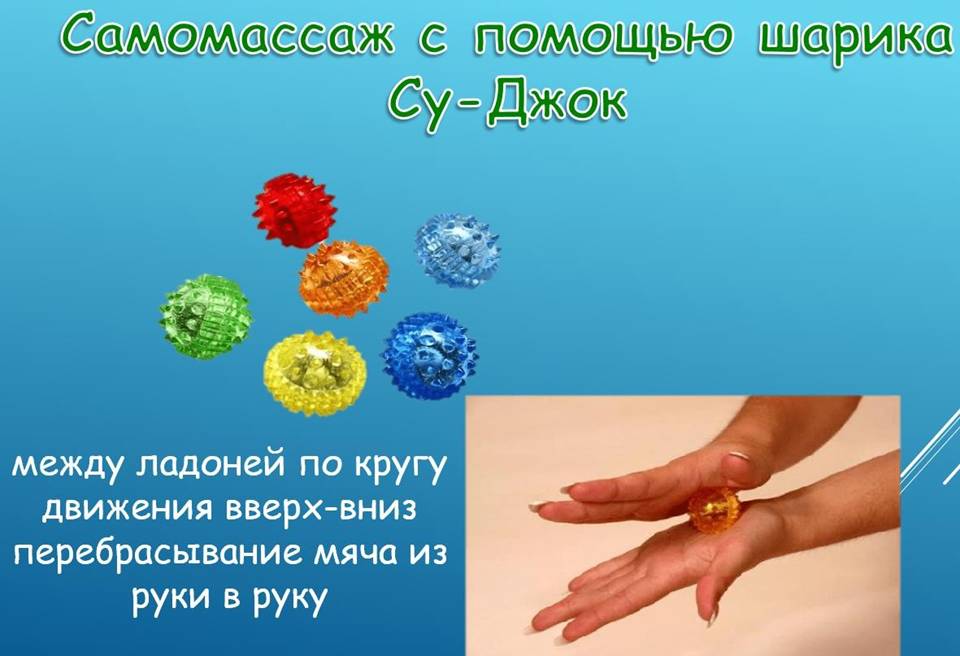 Самомассаж с помощью шарика
Су-Джок
между ладоней по кругу
движения вверх-вниз
перебрасывание мяча из
руки в руку